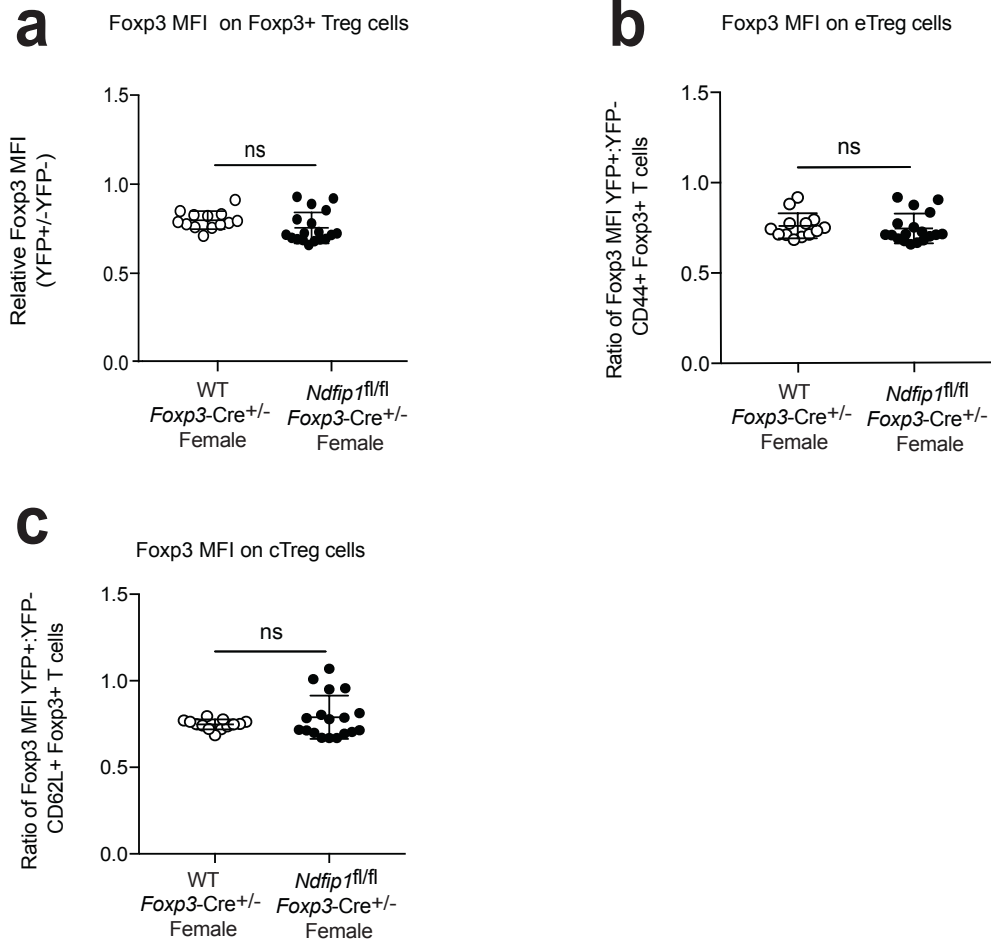 a
Foxp3 MFI on Foxp3+ Treg cells
Relative Foxp3 MFI
(YFP+/-YFP-)
1.5
1.0
0.5
0.0
ns
WT
Foxp3-Cre+/-
Female
Ndfip1fl/fl
Foxp3-Cre+/-
Female
b
Foxp3 MFI on eTreg cells
Ratio of Foxp3 MFI YFP+:YFP-
CD44+ Foxp3+ T cells
1.5
1.0
0.5
0.0
ns
WT
Foxp3-Cre+/-
Female
Ndfip1fl/fl
Foxp3-Cre+/-
Female
c
Foxp3 MFI on cTreg cells
Ratio of Foxp3 MFI YFP+:YFP-
CD62L+ Foxp3+ T cells
1.5
1.0
0.5
0.0
ns
WT
Foxp3-Cre+/-
Female
Ndfip1fl/fl
Foxp3-Cre+/-
Female